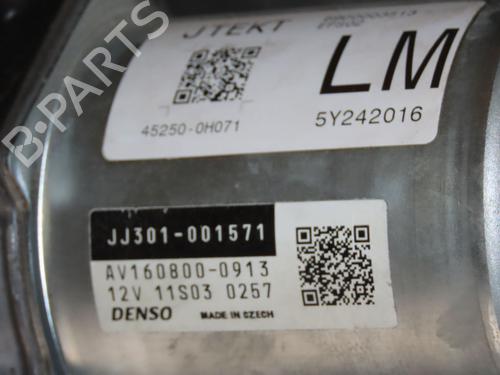 JTEKT
LM
45250-0H071
5Y242016
JJ301-001571
AV160800-0913
12V 11S03 0257
DENSO MADE IN CZECH
B-PARTS